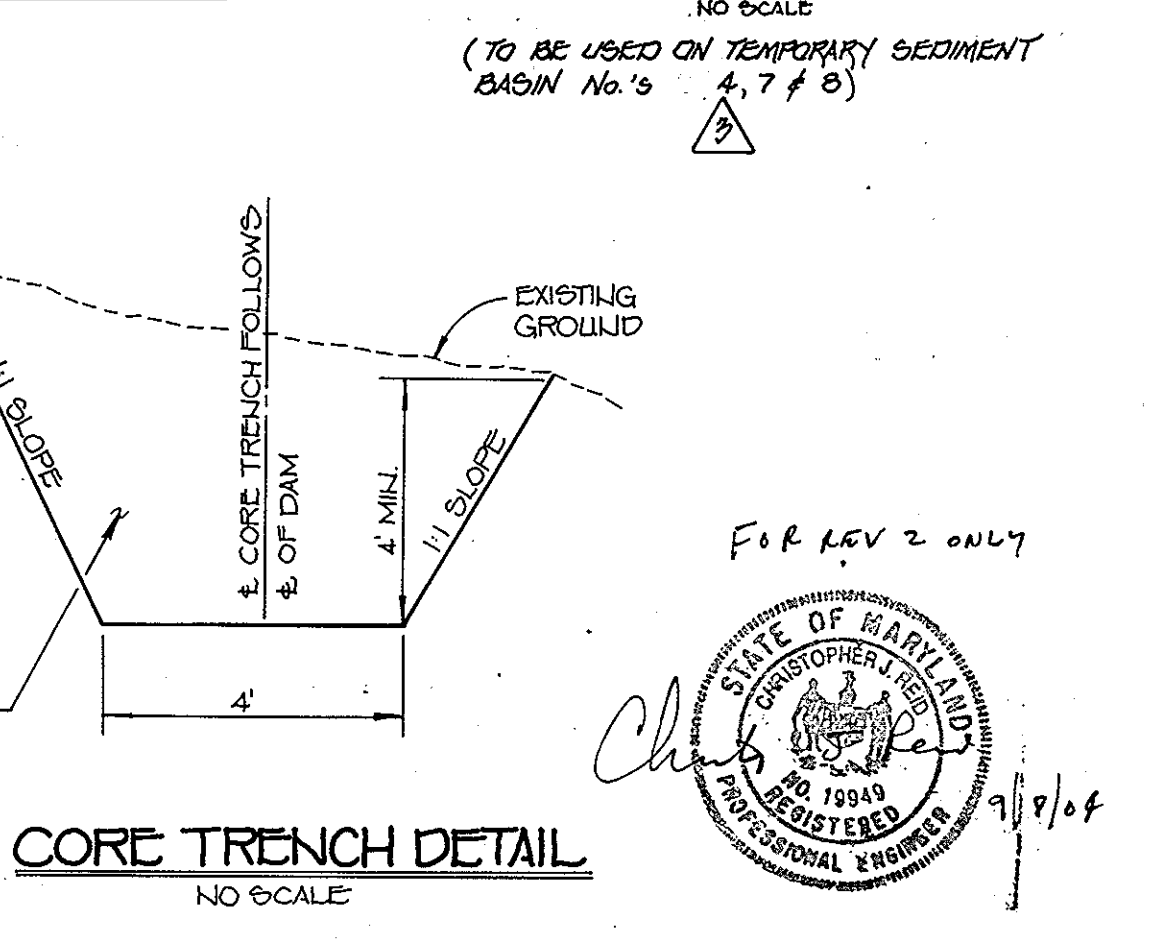 NO SCALE
(TO BE USED ON TEMPORARY SEDIMENT
BASIN No.'s 4, 7 & 8)
3
EXISTING
GROUND
℄ CORE TRENCH FOLLOWS
℄ OF DAM
1:1 SLOPE
4' MIN.
1:1 SLOPE
4'
CORE TRENCH DETAIL
NO SCALE
FOR REV 2 ONLY
STATE OF MARYLAND
CHRISTOPHER J. REID
NO. 19949
REGISTERED
PROFESSIONAL ENGINEER
9/8/04